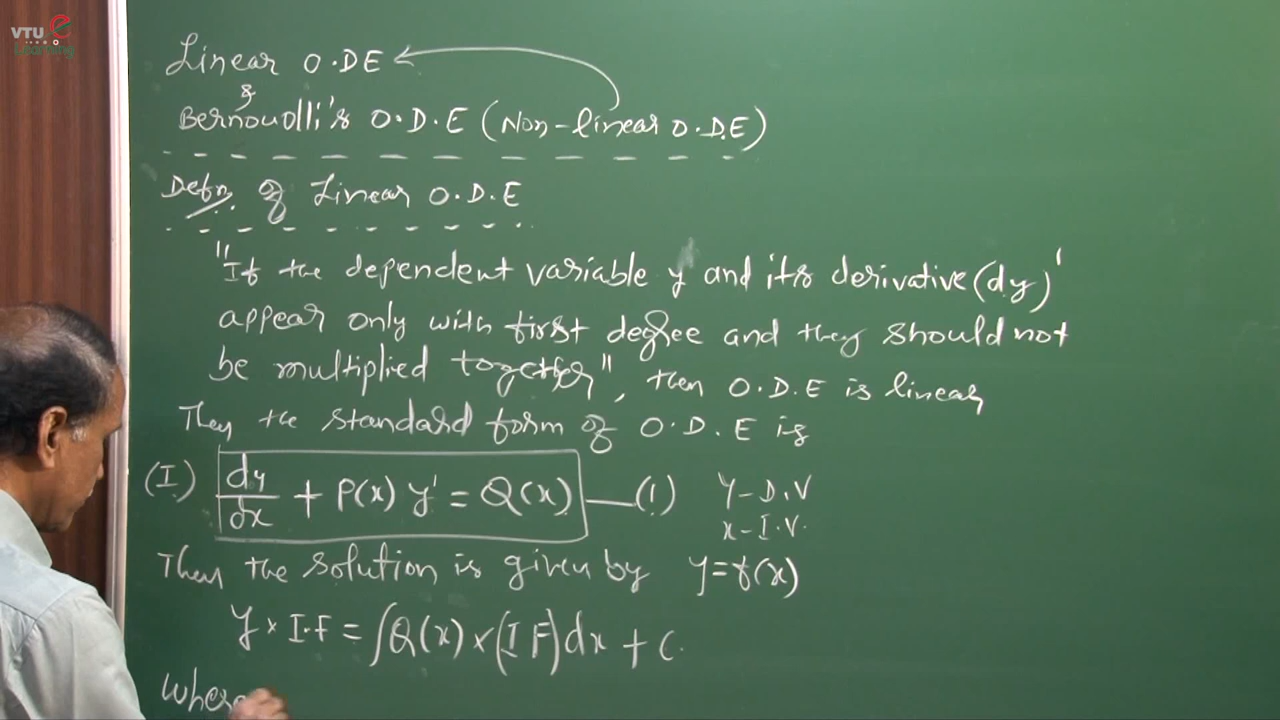 VTU e
Learning
Linear O.DE
&
Bernouolli's O.D.E (Non-linear O.D.E)
Defn. of Linear O.D.E
"If the dependent variable y and its derivative (dy)'
appear only with first degree and they should not
be multiplied together", then O.D.E is linear
Then the standard form of O.D.E is
(I) dy/dx + P(x) y' = Q(x) —(1) y-D.V
x-I.V.
Then the solution is given by y=f(x)
y × I.F = ∫Q(x) × (I F) dx + C.
Where